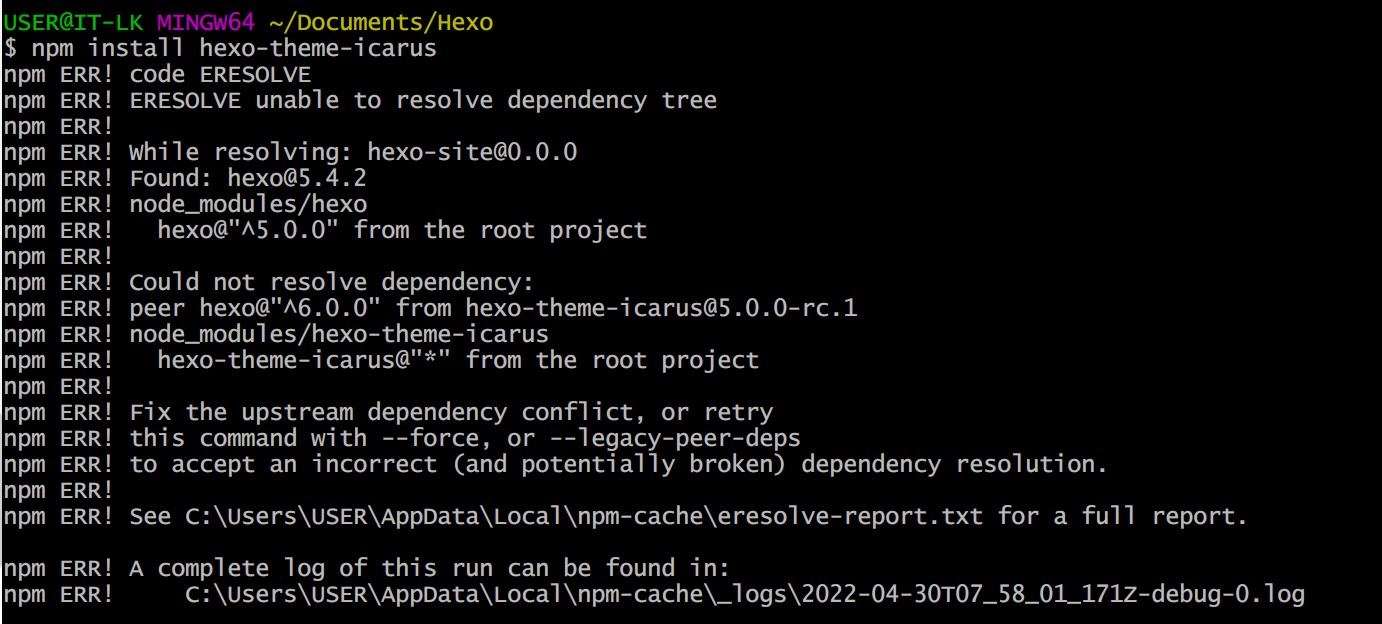 USER@IT-LK MINGW64 ~/Documents/Hexo
$ npm install hexo-theme-icarus
npm ERR! code ERESOLVE
npm ERR! ERESOLVE unable to resolve dependency tree
npm ERR!
npm ERR! While resolving: hexo-site@0.0.0
npm ERR! Found: hexo@5.4.2
npm ERR! node_modules/hexo
npm ERR!   hexo@"^5.0.0" from the root project
npm ERR!
npm ERR! Could not resolve dependency:
npm ERR! peer hexo@"^6.0.0" from hexo-theme-icarus@5.0.0-rc.1
npm ERR! node_modules/hexo-theme-icarus
npm ERR!   hexo-theme-icarus@"*" from the root project
npm ERR!
npm ERR! Fix the upstream dependency conflict, or retry
npm ERR! this command with --force, or --legacy-peer-deps
npm ERR! to accept an incorrect (and potentially broken) dependency resolution.
npm ERR!
npm ERR! See C:\Users\USER\AppData\Local\npm-cache\eresolve-report.txt for a full report.
npm ERR! A complete log of this run can be found in:
npm ERR!     C:\Users\USER\AppData\Local\npm-cache\_logs\2022-04-30T07_58_01_171Z-debug-0.log